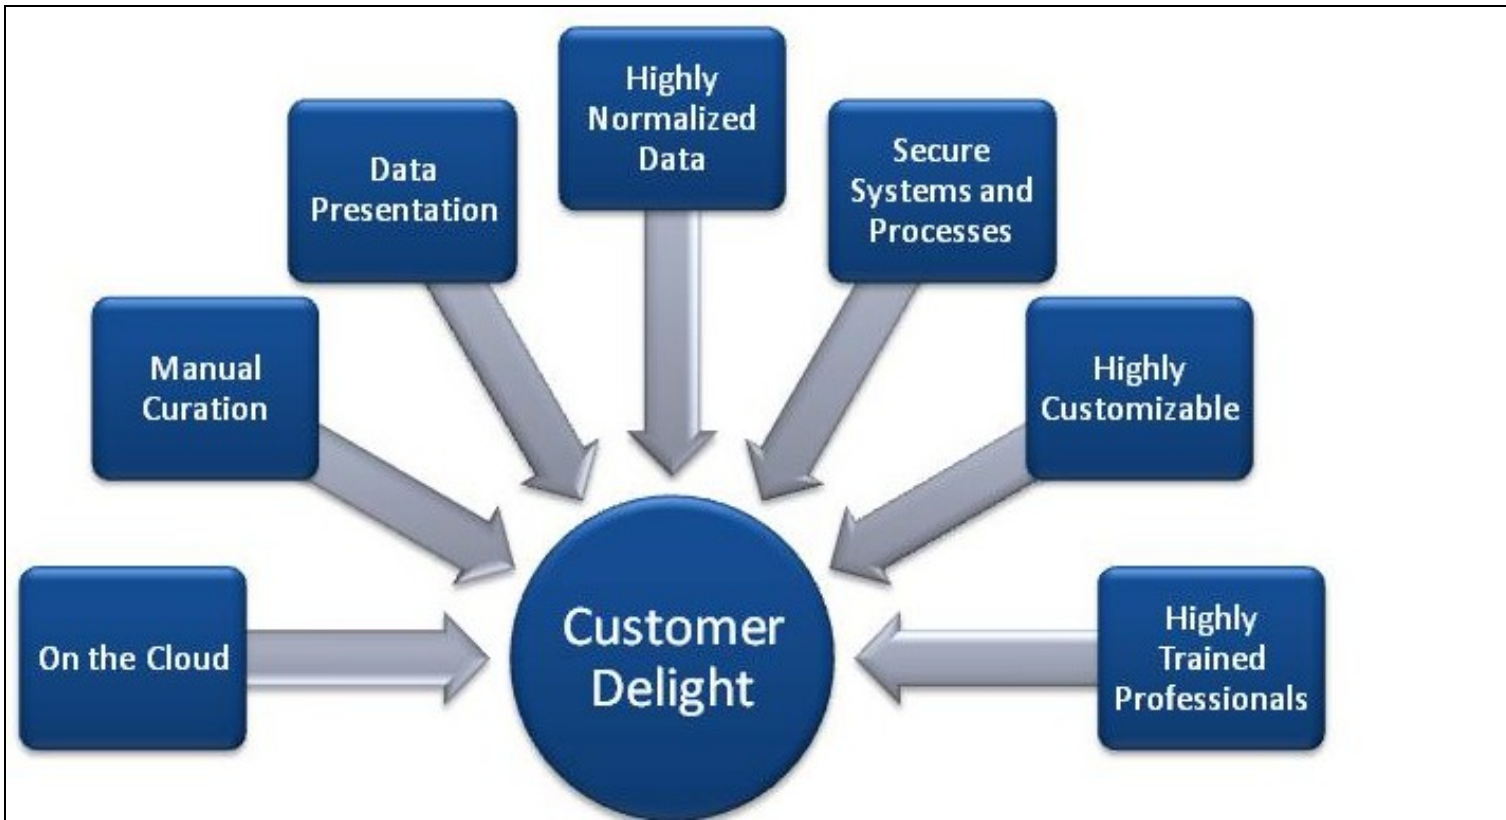 Highly
Normalized
Data
Data
Presentation
Secure
Systems and
Processes
Manual
Curation
Highly
Customizable
On the Cloud
Customer
Delight
Highly
Trained
Professionals